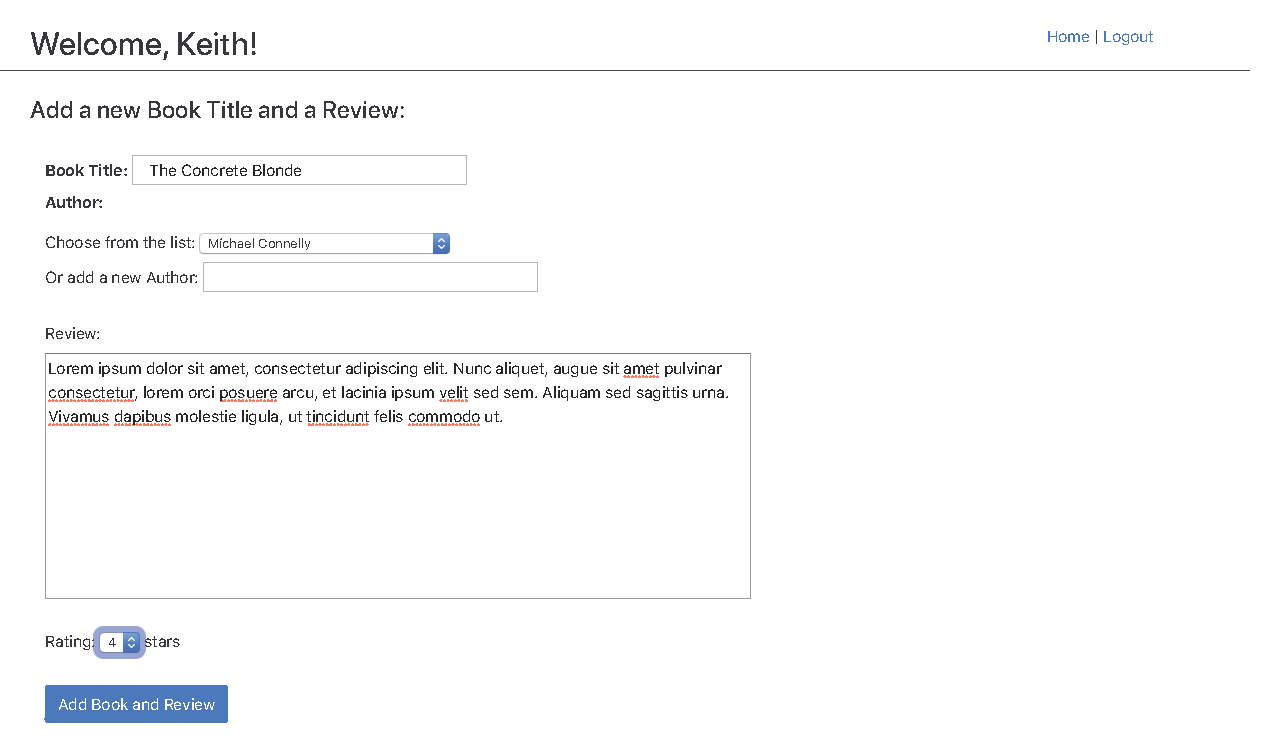 Welcome, Keith!
Home | Logout
Add a new Book Title and a Review:
Book Title: The Concrete Blonde
Author:
Choose from the list: Michael Connelly
Or add a new Author:
Review:
Lorem ipsum dolor sit amet, consectetur adipiscing elit. Nunc aliquet, augue sit amet pulvinar
consectetur, lorem orci posuere arcu, et lacinia ipsum velit sed sem. Aliquam sed sagittis urna.
Vivamus dapibus molestie ligula, ut tincidunt felis commodo ut.
Rating: 4 stars
Add Book and Review